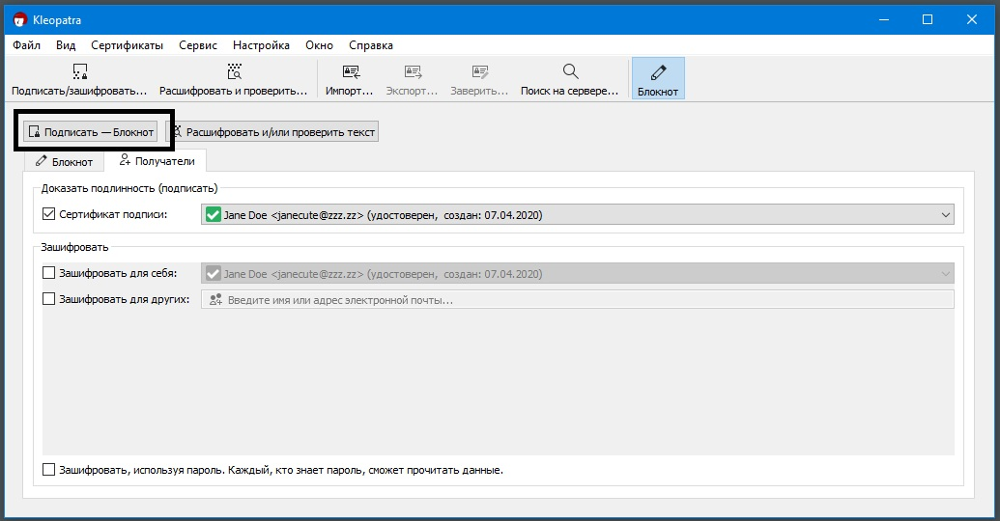 Kleopatra
Файл Вид Сертификаты Сервис Настройка Окно Справка
Подписать/зашифровать... Расшифровать и проверить... Импорт... Экспорт... Заверить... Поиск на сервере... Блокнот
Подписать — Блокнот Расшифровать и/или проверить текст
Блокнот Получатели
Доказать подлинность (подписать)
Сертификат подписи: Jane Doe <janecute@zzz.zz> (удостоверен, создан: 07.04.2020)
Зашифровать
Зашифровать для себя: Jane Doe <janecute@zzz.zz> (удостоверен, создан: 07.04.2020)
Зашифровать для других: Введите имя или адрес электронной почты...
Зашифровать, используя пароль. Каждый, кто знает пароль, сможет прочитать данные.